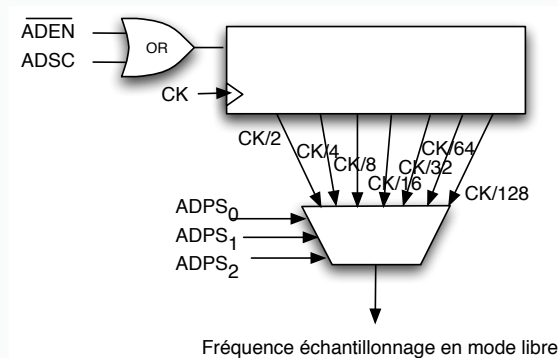 ADEN
OR
ADSC
CK
CK/2
CK/4
CK/8
CK/16
CK/32
CK/64
CK/128
ADPS0
ADPS1
ADPS2
Fréquence échantillonnage en mode libre